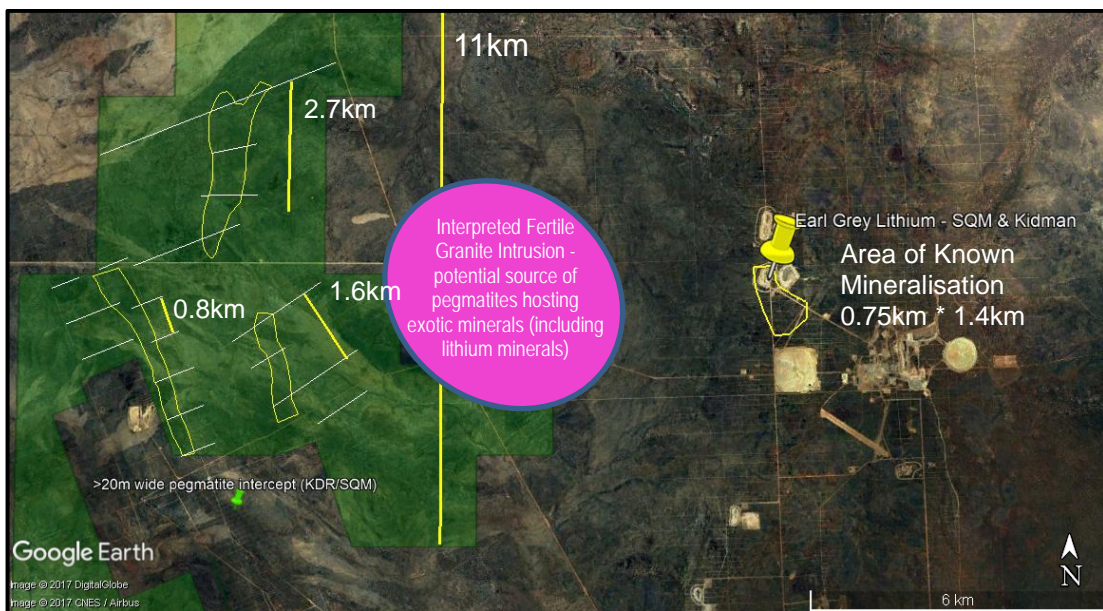 11km
2.7km
Interpreted Fertile
Granite Intrusion -
potential source of
pegmatites hosting
exotic minerals (including
lithium minerals)
0.8km
1.6km
Earl Grey Lithium - SQM & Kidman
Area of Known
Mineralisation
0.75km * 1.4km
>20m wide pegmatite intercept (KDR/SQM)
Google Earth
Image © 2017 DigitalGlobe
Image © 2017 CNES / Airbus
N
6 km